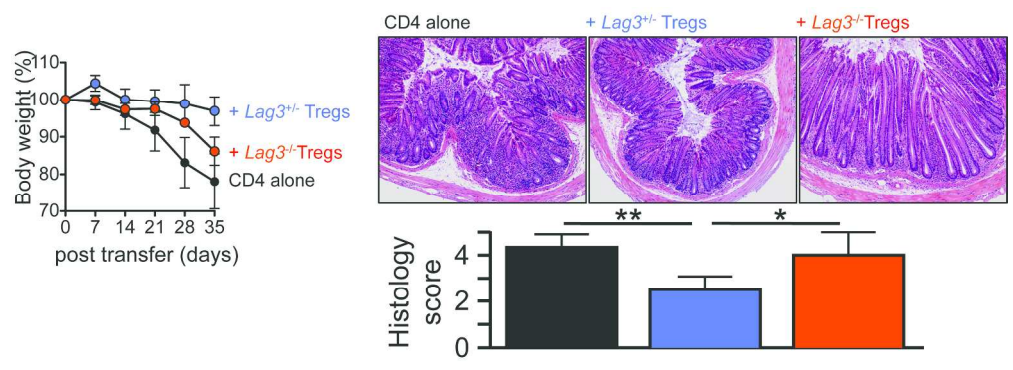 Body weight (%)
110
100
90
80
70
0 7 14 21 28 35
post transfer (days)
+ Lag3+/- Tregs
+ Lag3-/-Tregs
CD4 alone
CD4 alone
+ Lag3+/- Tregs
+ Lag3-/-Tregs
** *
Histology
score
4
2
0